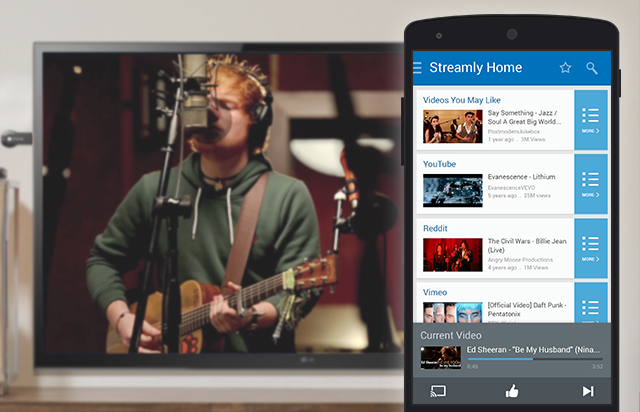 Streamly Home
Videos You May Like
Say Something - Jazz /
Soul A Great Big World...
Postmodernjukebox
1 year ago .. 3M Views
MORE >
YouTube
Evanescence - Lithium
EvanescenceVEVO
5 years ago .. 35M views
MORE >
Reddit
The Civil Wars - Billie Jean
(Live)
Angry Moose Productions
4 years ago .. 1M Views
MORE >
Vimeo
[Official Video] Daft Punk -
Pentatonix
Current Video
Ed Sheeran - "Be My Husband" (Nina...
0:46
3:52
LG